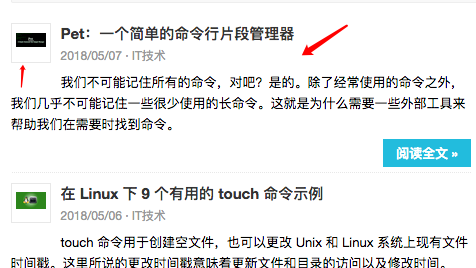 Pet：一个简单的命令行片段管理器
2018/05/07 · IT技术
我们不可能记住所有的命令，对吧？是的。除了经常使用的命令之外，
我们几乎不可能记住一些很少使用的长命令。这就是为什么需要一些外部工具来
帮助我们在需要时找到命令。
阅读全文 »
在 Linux 下 9 个有用的 touch 命令示例
2018/05/06 · IT技术
touch 命令用于创建空文件，也可以更改 Unix 和 Linux 系统上现有文件
时间戳。这里所说的更改时间戳意味着更新文件和目录的访问以及修改时间。